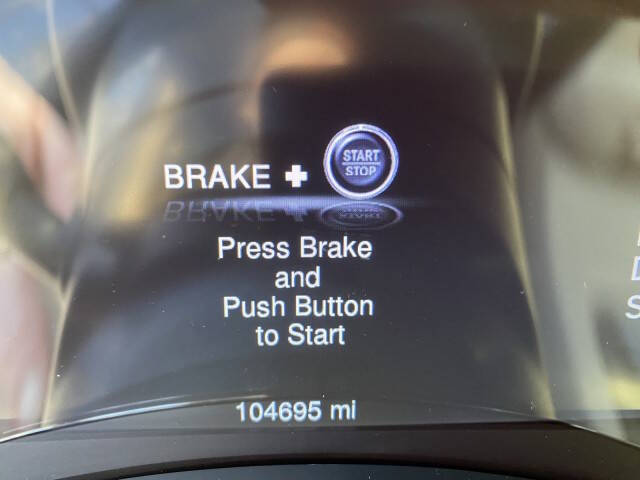 BRAKE +
START
STOP
Press Brake
and
Push Button
to Start
104695 mi